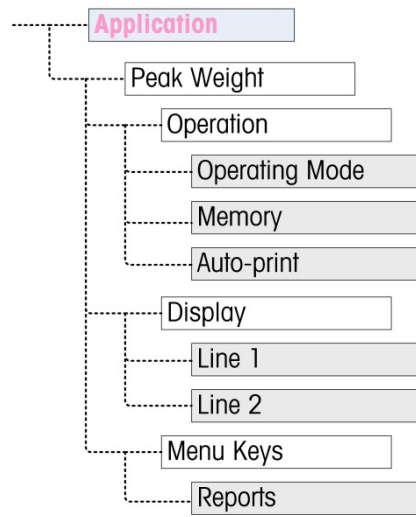 Application
Peak Weight
Operation
Operating Mode
Memory
Auto-print
Display
Line 1
Line 2
Menu Keys
Reports